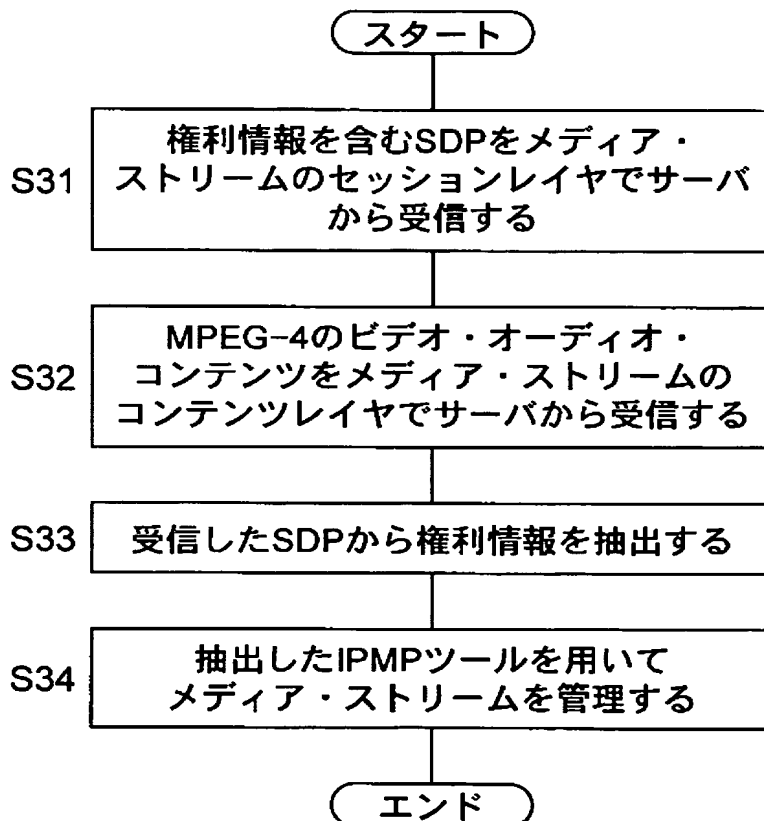 スタート
S31
権利情報を含むSDPをメディア・
ストリームのセッションレイヤでサーバ
から受信する
S32
MPEG-4のビデオ・オーディオ・
コンテンツをメディア・ストリームの
コンテンツレイヤでサーバから受信する
S33
受信したSDPから権利情報を抽出する
S34
抽出したIPMPツールを用いて
メディア・ストリームを管理する
エンド